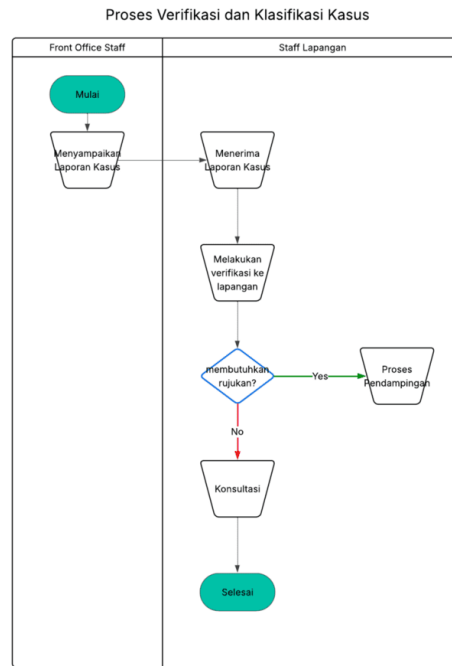 Proses Verifikasi dan Klasifikasi Kasus
Front Office Staff
Staff Lapangan
Mulai
Menyampaikan
Laporan Kasus
Menerima
Laporan Kasus
Melakukan
verifikasi ke
lapangan
membutuhkan
rujukan?
Yes
Proses
Pendampingan
No
Konsultasi
Selesai